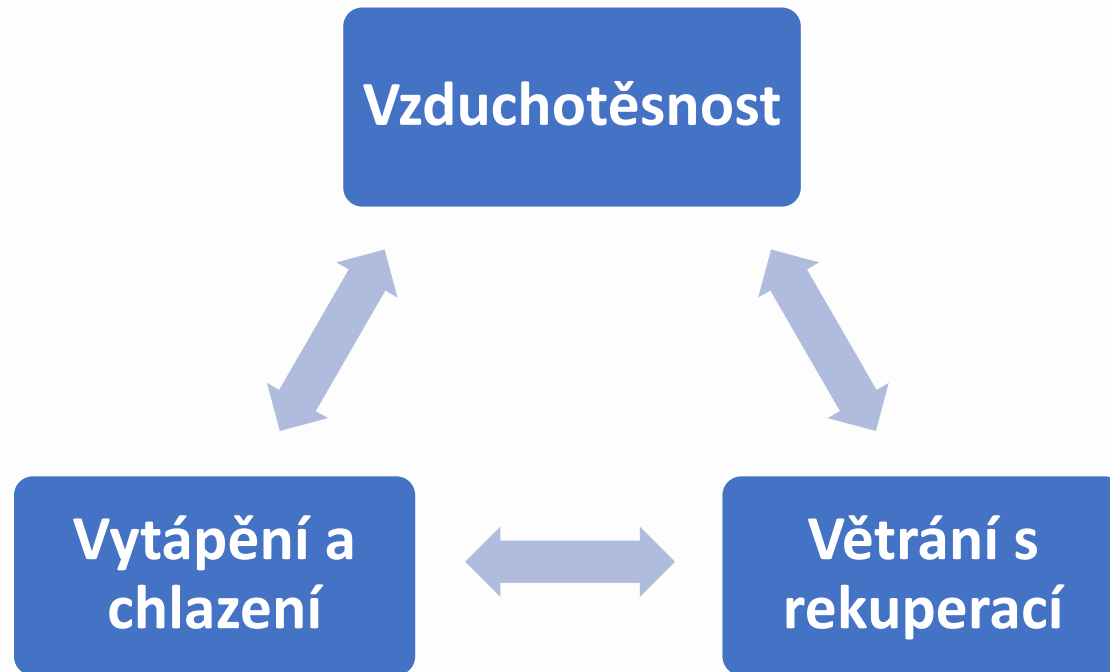 Vzduchotěsnost
Vytápění a
chlazení
Větrání s
rekuperací